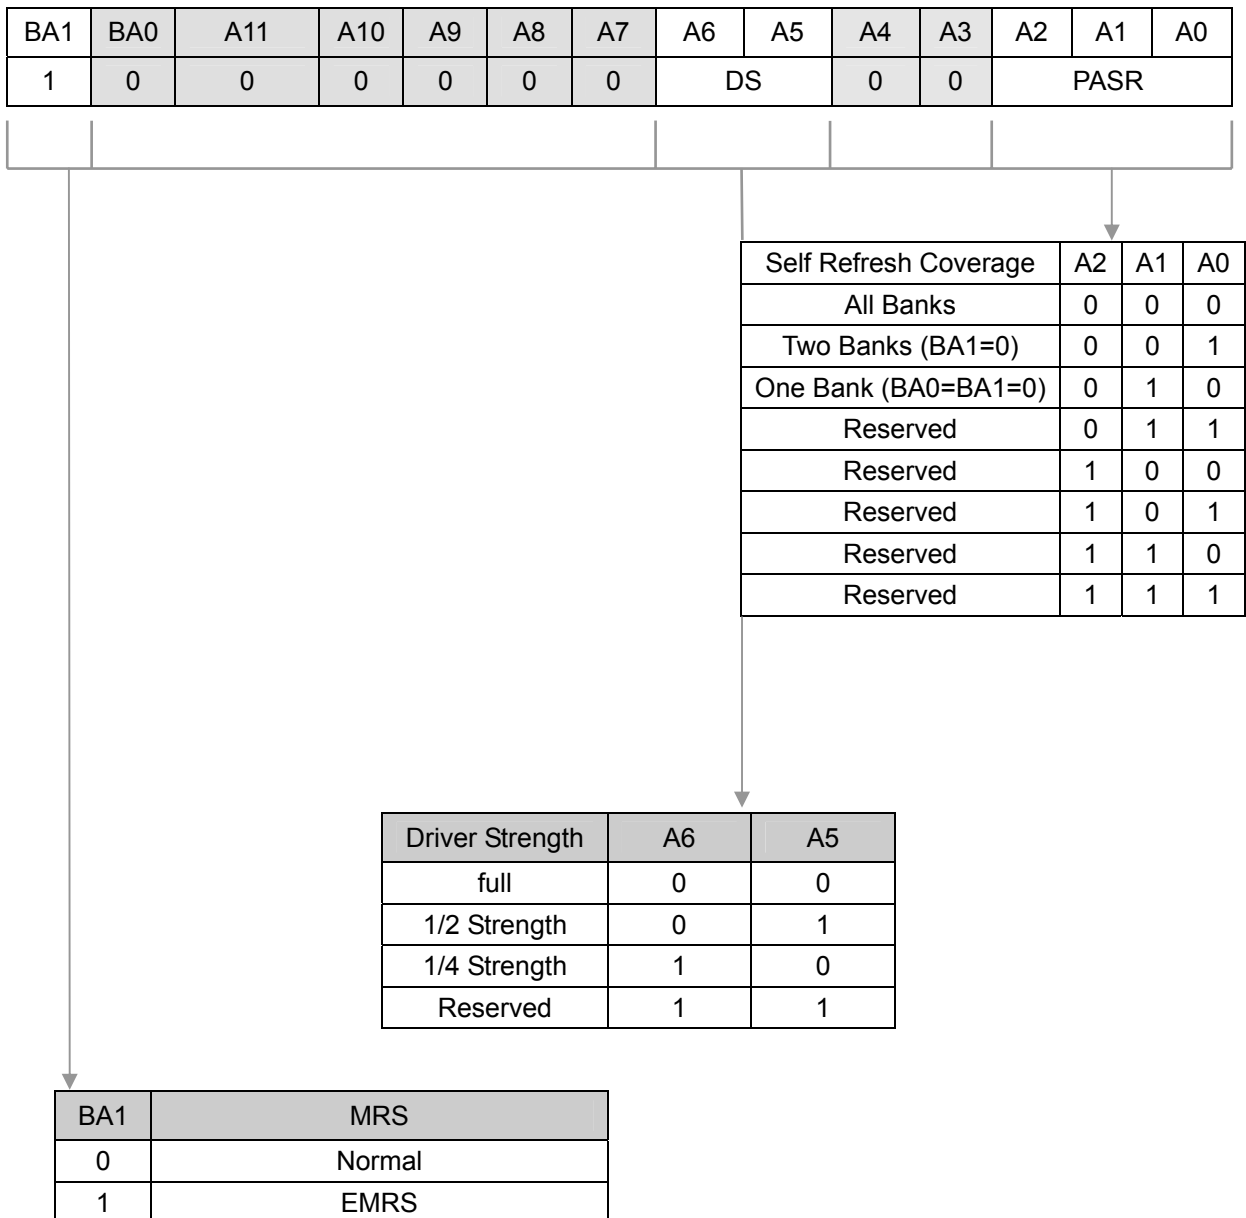 BA1 BA0 A11 A10 A9 A8 A7 A6 A5 A4 A3 A2 A1 A0
1 0 0 0 0 0 0 DS 0 0 PASR
Self Refresh Coverage A2 A1 A0
All Banks 0 0 0
Two Banks (BA1=0) 0 0 1
One Bank (BA0=BA1=0) 0 1 0
Reserved 0 1 1
Reserved 1 0 0
Reserved 1 0 1
Reserved 1 1 0
Reserved 1 1 1
Driver Strength A6 A5
full 0 0
1/2 Strength 0 1
1/4 Strength 1 0
Reserved 1 1
BA1 MRS
0 Normal
1 EMRS